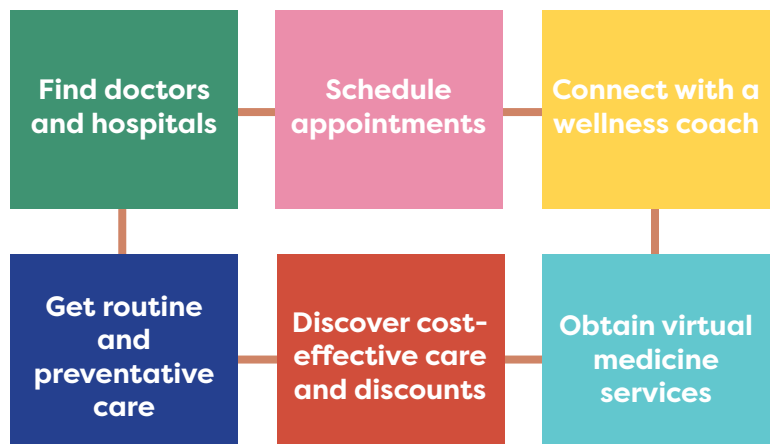 Find doctors
and hospitals
Schedule
appointments
Connect with a
wellness coach
Get routine
and
preventative
care
Discover cost-
effective care
and discounts
Obtain virtual
medicine
services